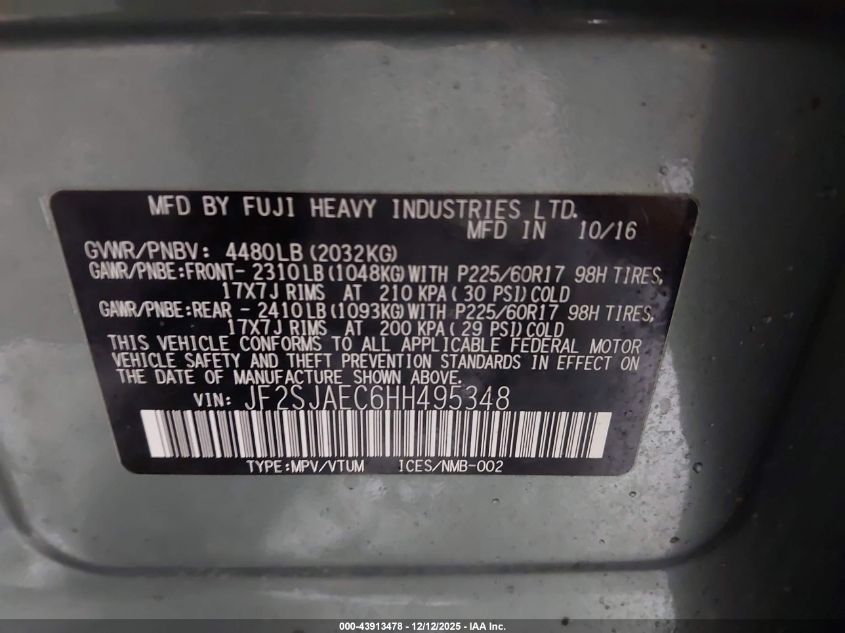 MFD BY FUJI HEAVY INDUSTRIES LTD.
MFD IN 10/16
GVWR/PNBV: 4480LB (2032KG)
GAWR/PNBE:FRONT- 2310LB (1048KG) WITH P225/60R17 98H TIRES,
17X7J RIMS AT 210 KPA( 30 PSI) COLD
GAWR/PNBE:REAR - 2410LB (1093KG) WITH P225/60R17 98H TIRES,
17X7J RIMS AT 200 KPA( 29 PSI) COLD
THIS VEHICLE CONFORMS TO ALL APPLICABLE FEDERAL MOTOR
VEHICLE SAFETY AND THEFT PREVENTION STANDARDS IN EFFECT ON
THE DATE OF MANUFACTURE SHOWN ABOVE.
VIN: JF2SJAEC6HH495348
TYPE:MPV/VTUM ICES/NMB-002
000-43913478 - 12/12/2025 - IAA Inc.